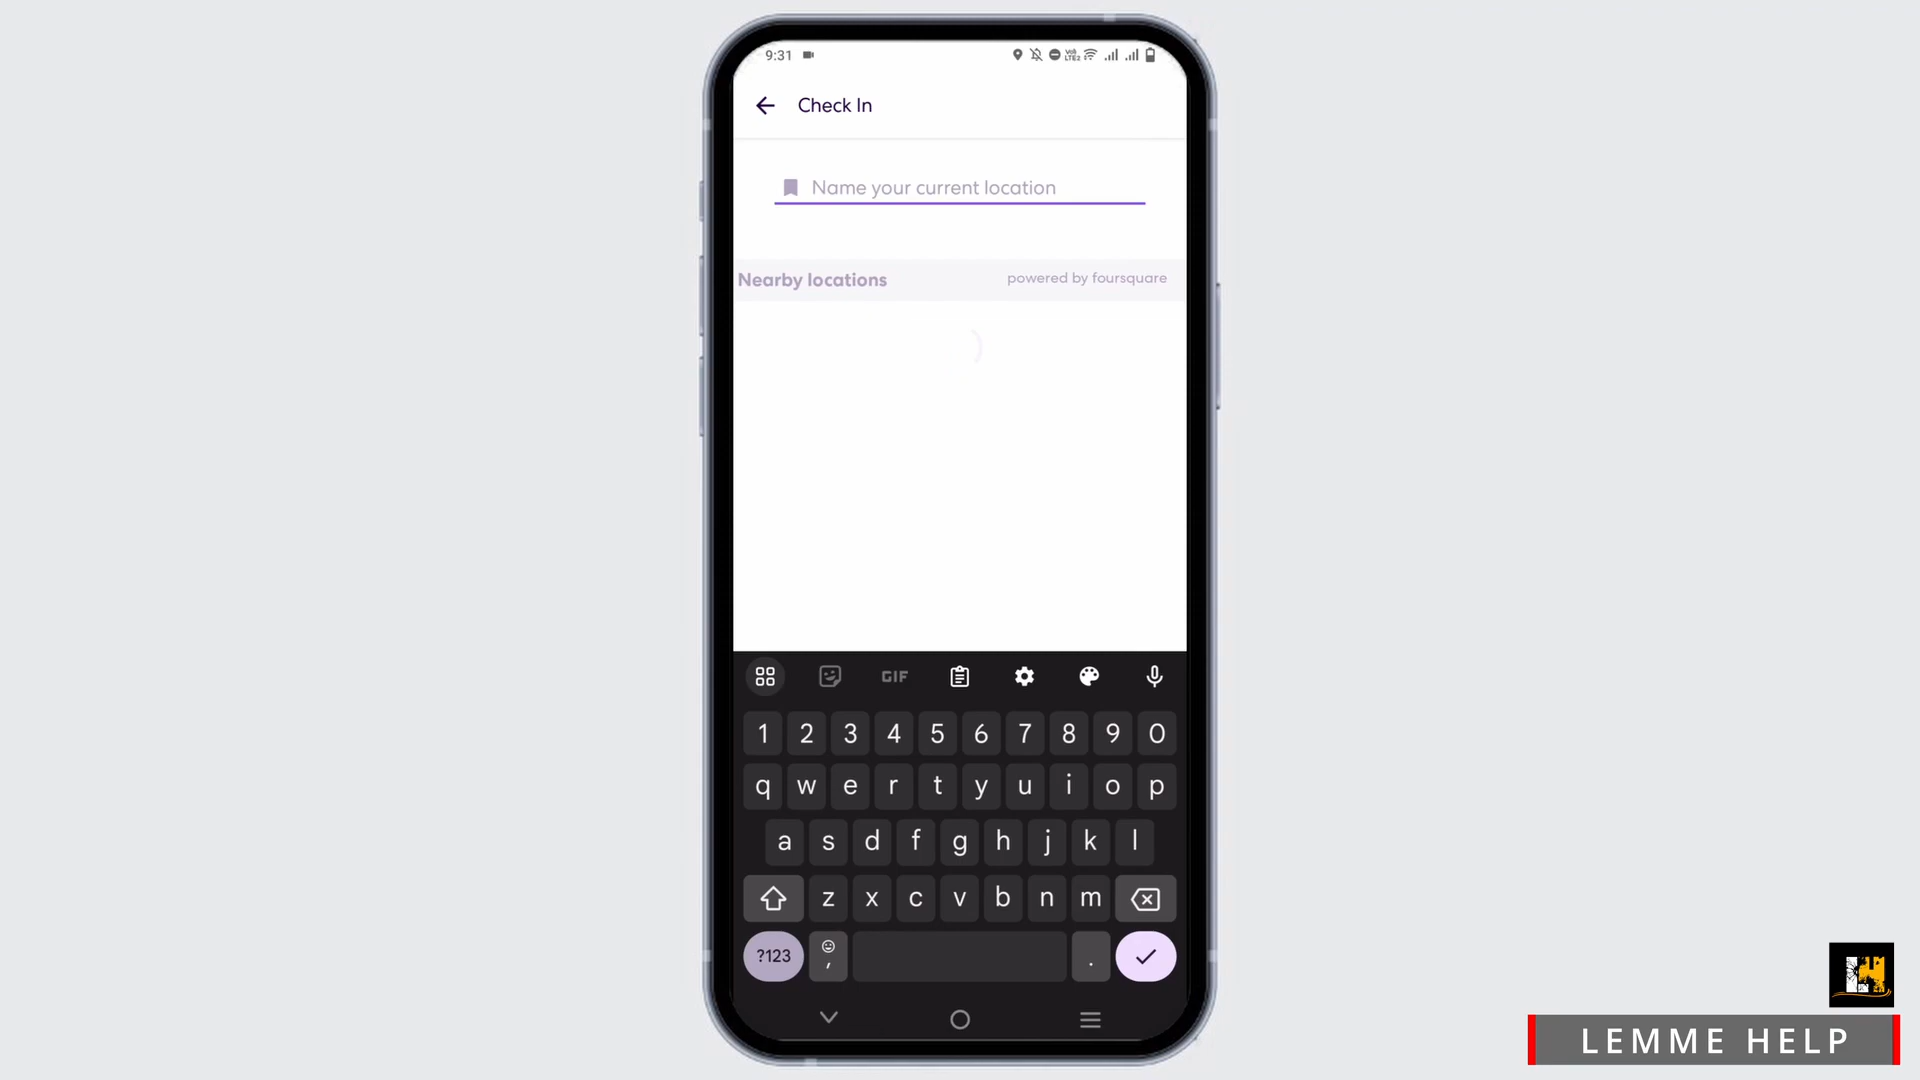 9:31
Check In
Name your current location
Nearby locations powered by foursquare
GIF
1 2 3 4 5 6 7 8 9 0
q w e r t y u i o p
a s d f g h j k l
z x c v b n m
?123 , .
LEMME HELP